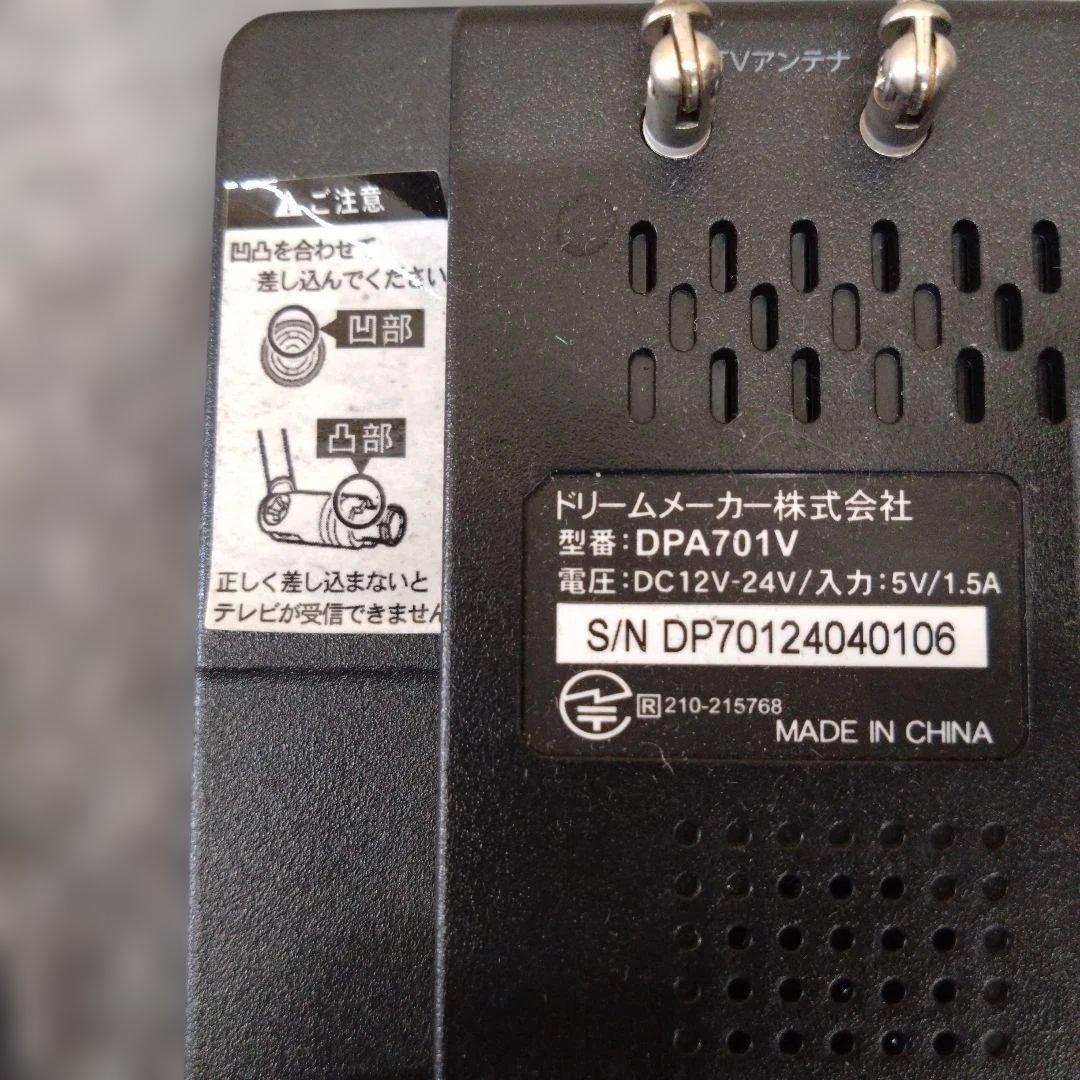 TVアンテナ
ご注意
凹凸を合わせて
差し込んでください
凹部
凸部
正しく差し込まないと
テレビが受信できません
ドリームメーカー株式会社
型番:DPA701V
電圧:DC12V-24V/入力:5V/1.5A
S/N DP70124040106
R 210-215768
MADE IN CHINA